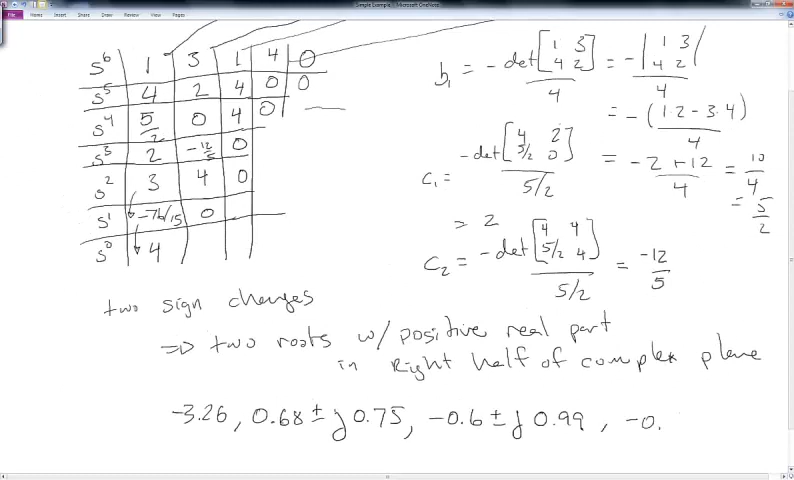 Simple Example - Microsoft OneNote
File Home Insert Draw Share Review Pages View
s^6 | 1 | 3 | 1 | 4 | 0
s^5 | 4 | 2 | 4 | 0 | 0
s^4 | 5/2 | 0 | 4 | 0
s^3 | 2 | -12/5 | 0
s^2 | 3 | 4 | 0
s^1 | -76/15 | 0
s^0 | 4
b₁ = - det[1 3; 4 2] / 4 = - |1 3; 4 2| / 4
= -(1·2 - 3·4) / 4
= (-2 + 12) / 4 = 10/4
= 5/2
c₁ = -det[4 2; 5/2 0] / 5/2
= 2
c₂ = -det[4 4; 5/2 4] / 5/2 = -12/5
two sign changes
⇒ two roots w/ positive real part
in Right half of complex plane
-3.26, 0.68 ± j 0.75, -0.6 ± j 0.99, -0.